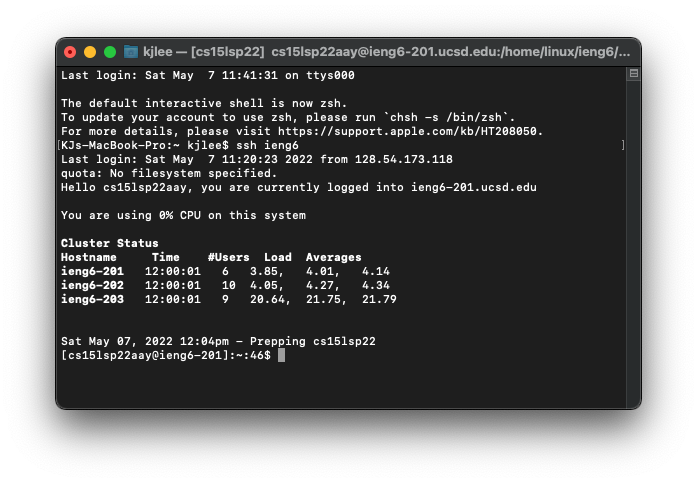 kjlee — [cs15lsp22] cs15lsp22aay@ieng6-201.ucsd.edu:/home/linux/ieng6/...
Last login: Sat May  7 11:41:31 on ttys000
The default interactive shell is now zsh.
To update your account to use zsh, please run `chsh -s /bin/zsh`.
For more details, please visit https://support.apple.com/kb/HT208050.
[KJs-MacBook-Pro:~ kjlee$ ssh ieng6 ]
Last login: Sat May  7 11:20:23 2022 from 128.54.173.118
quota: No filesystem specified.
Hello cs15lsp22aay, you are currently logged into ieng6-201.ucsd.edu
You are using 0% CPU on this system
Cluster Status
Hostname     Time    #Users  Load  Averages
ieng6-201   12:00:01   6   3.85,   4.01,   4.14
ieng6-202   12:00:01   10  4.05,   4.27,   4.34
ieng6-203   12:00:01   9   20.64,  21.75,  21.79
Sat May 07, 2022 12:04pm - Prepping cs15lsp22
[cs15lsp22aay@ieng6-201]:~:46$